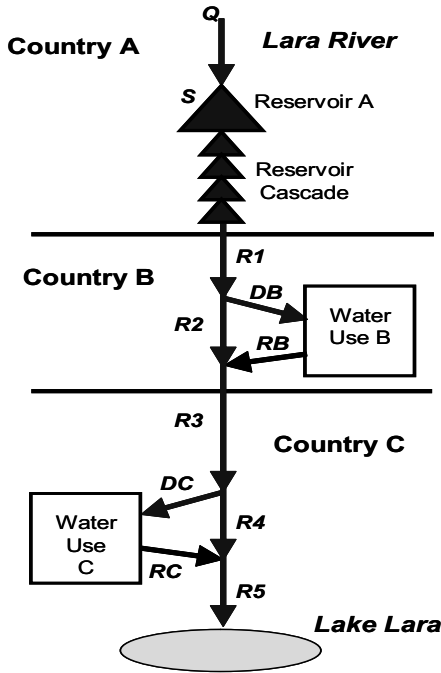 Q
Lara River
Country A
S
Reservoir A
Reservoir
Cascade
R1
Country B
DB
Water
Use B
R2
RB
R3
Country C
DC
Water
Use
C
R4
RC
R5
Lake Lara